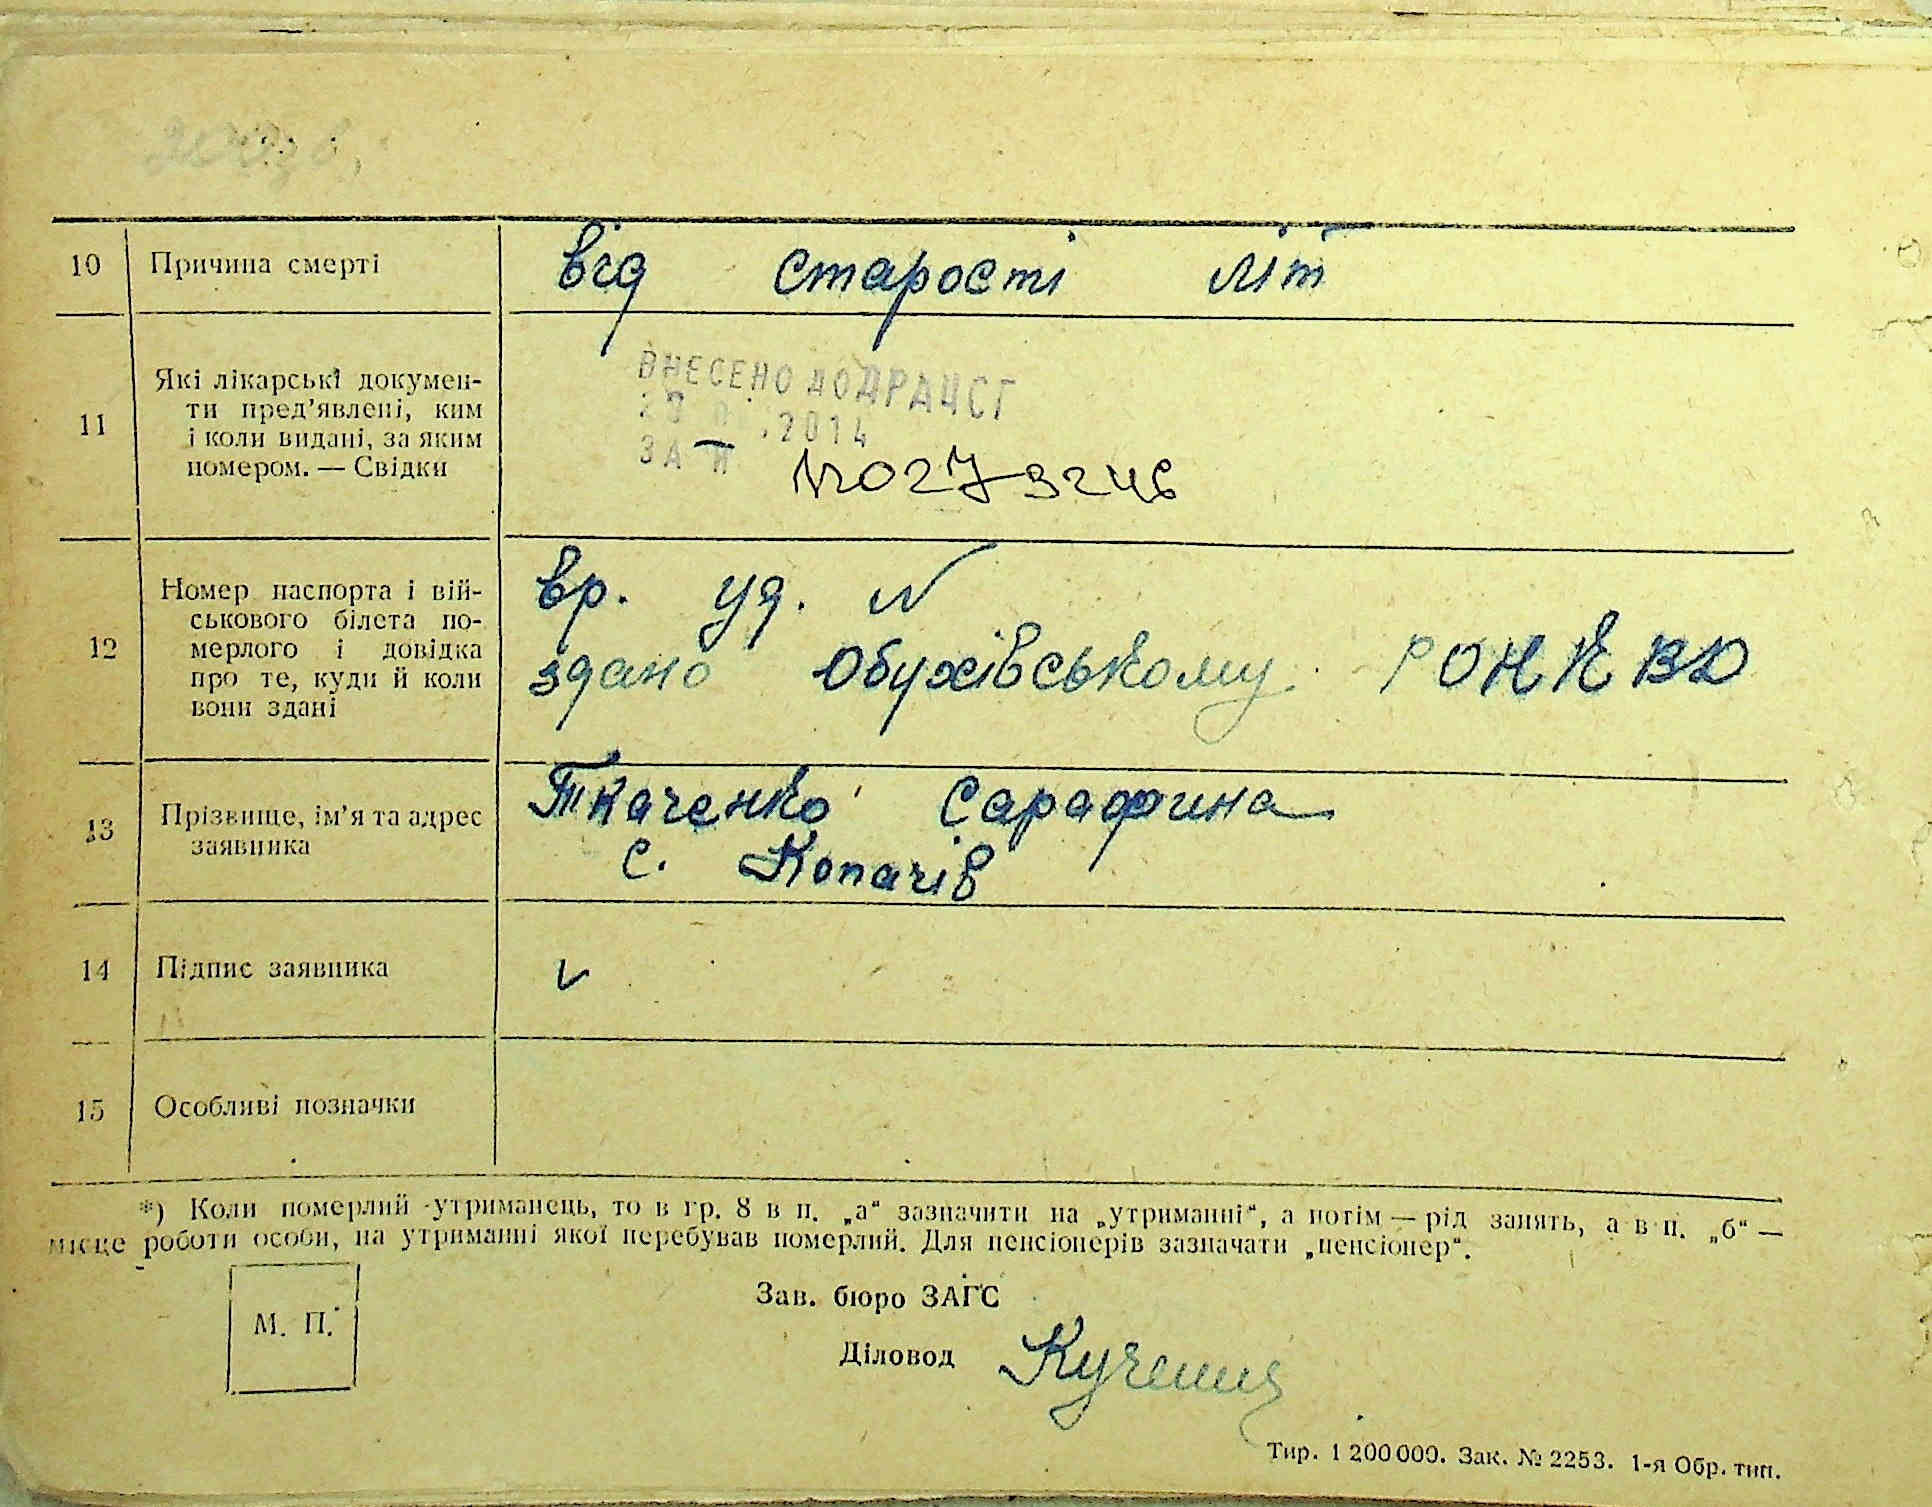 10 Причина смерті від старості літ
11 Які лікарські докумен-
ти пред'явлені, ким
і коли видані, за яким
номером. — Свідки
ВНЕСЕНО ДО ДРАЦСГ
2014
ЗА №
№02793246
12 Номер паспорта і вій-
ськового білета по-
мерлого і довідка
про те, куди й коли
вони здані
вр. уд. №
здано Обухівському РОНКВД
13 Прізвище, ім'я та адрес
заявника
Ткаченко Сарафина
с. Копачів
14 Підпис заявника
15 Особливі позначки
*) Коли померлий утриманець, то в гр. 8 в п. „а“ зазначити на „утриманні“, а потім — рід занять, а в п. „б“ —
місце роботи особи, на утриманні якої перебував померлий. Для пенсіонерів зазначати „пенсіонер“.
М. П.
Зав. бюро ЗАГС
Діловод
Тир. 1 200 000. Зак. № 2253. 1-я Обр. тип.